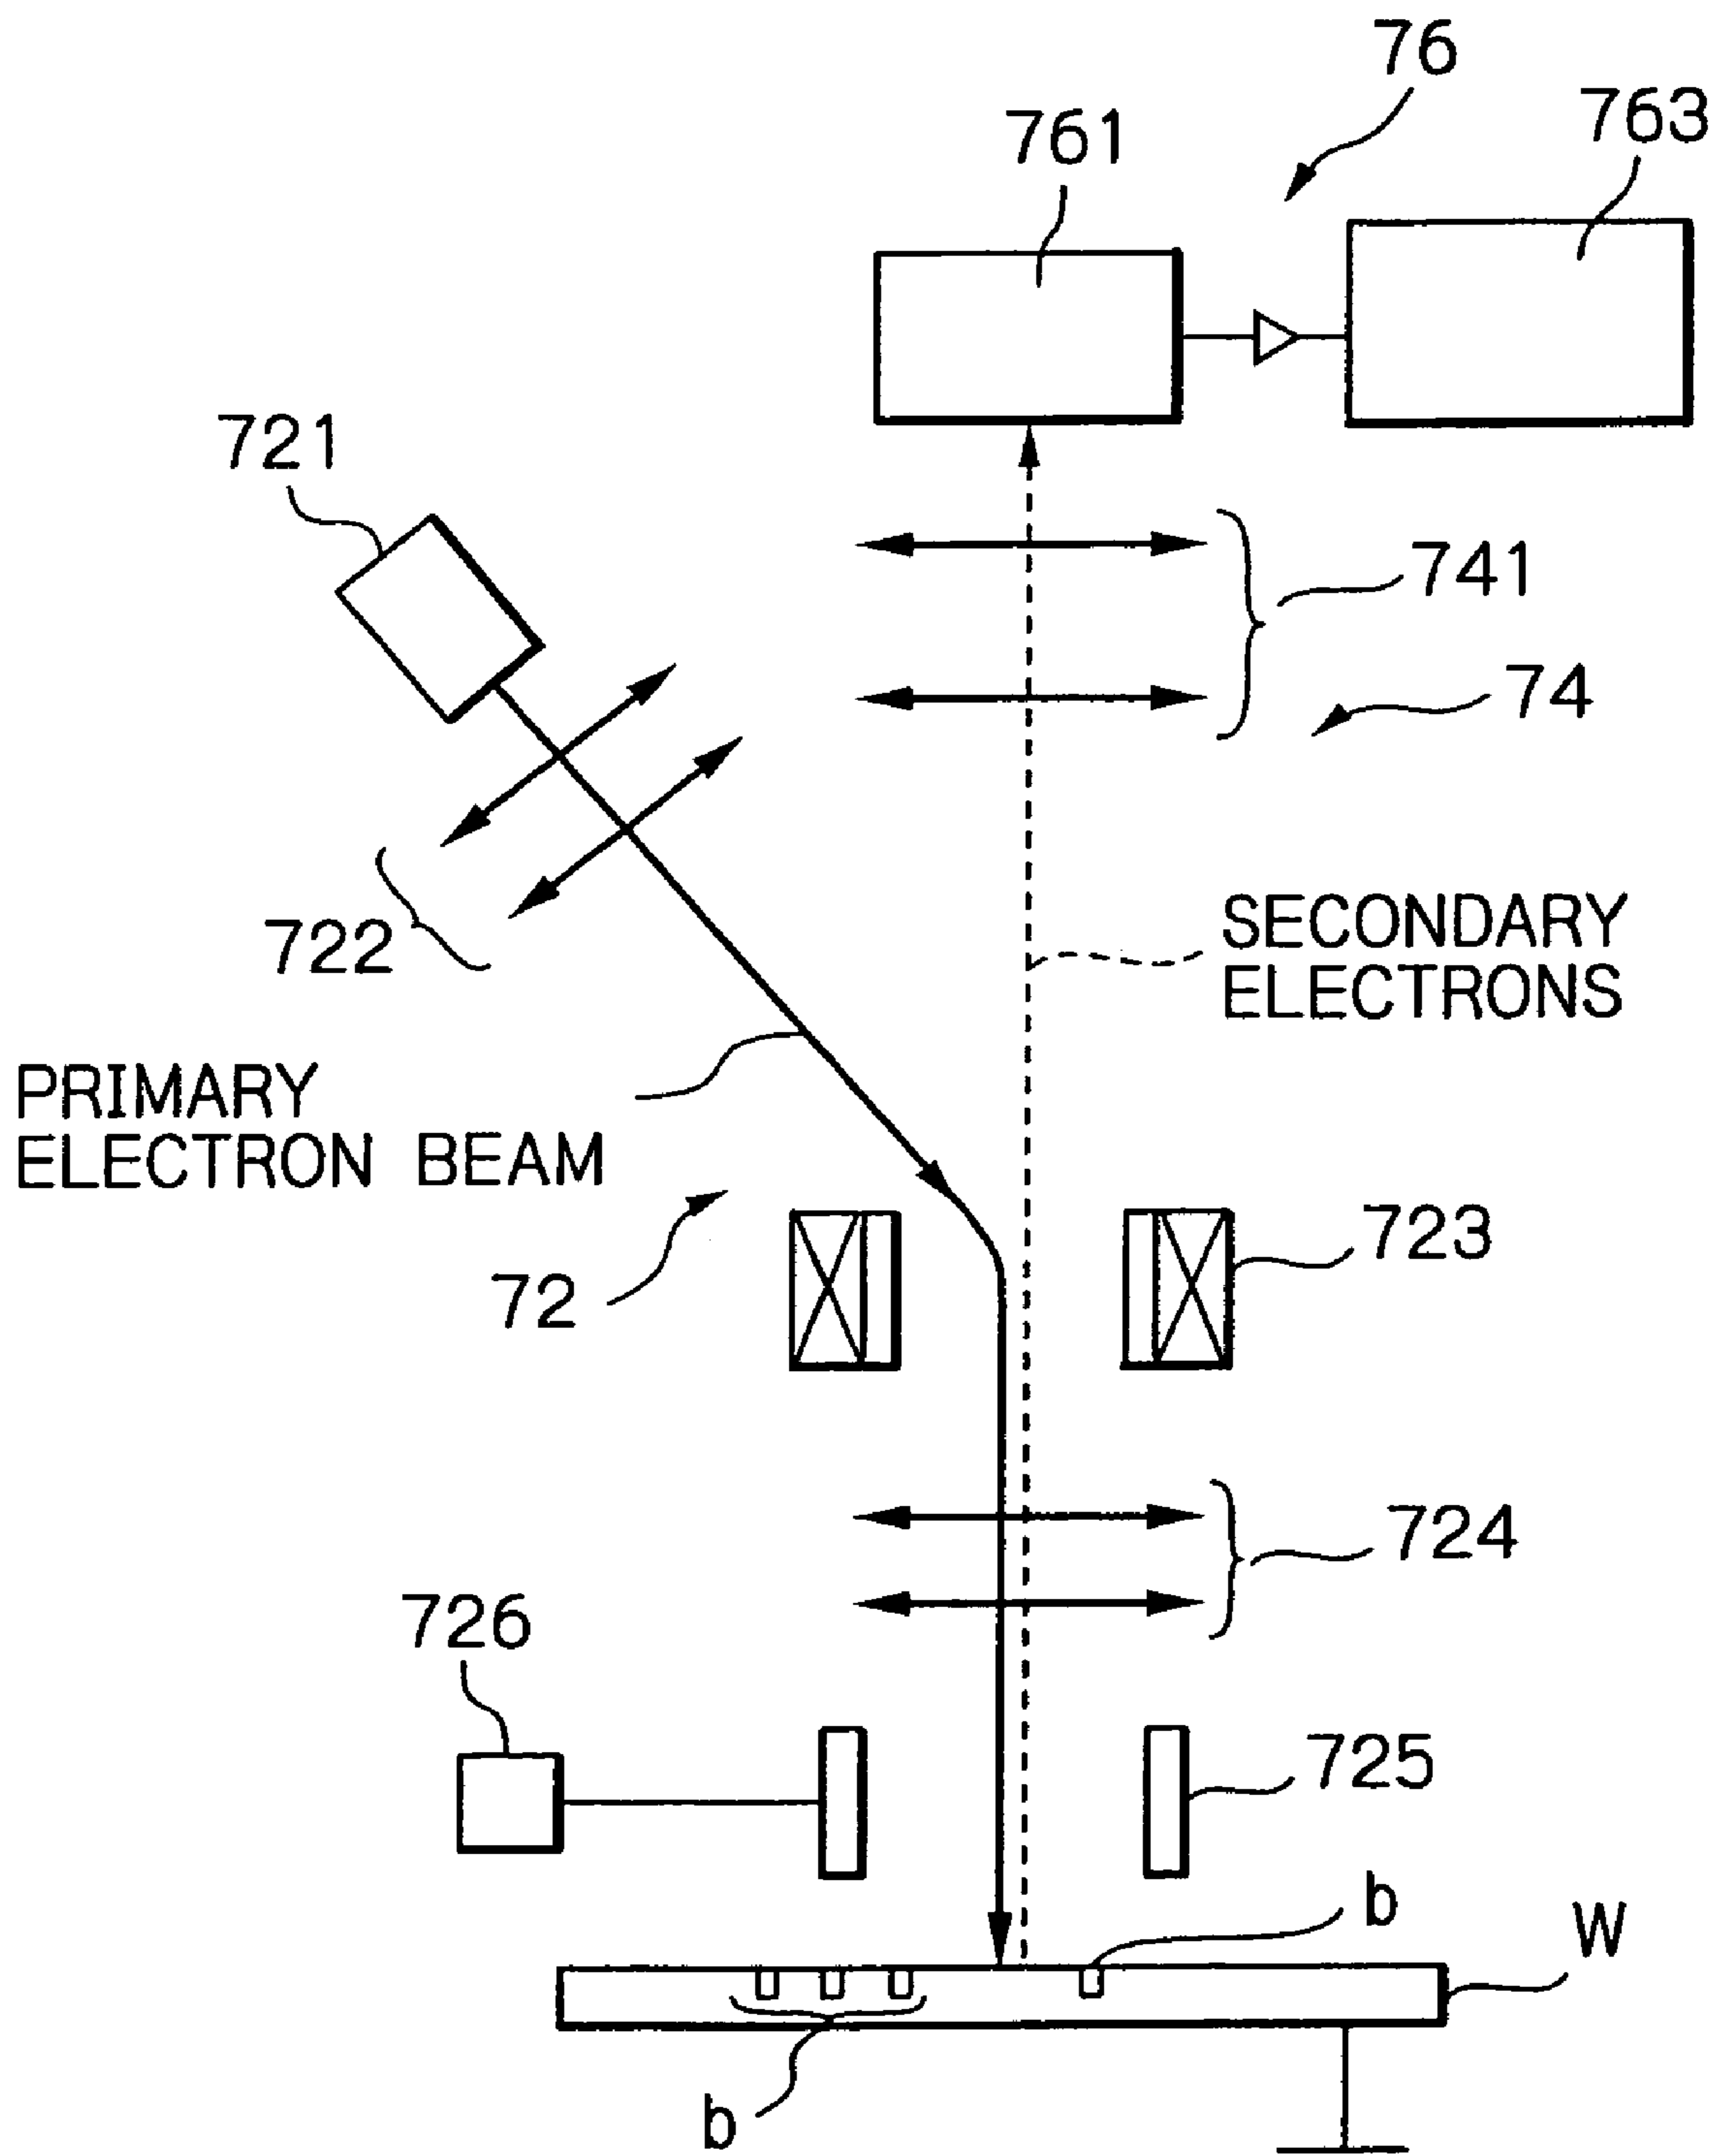 76
763
761
721
741
74
722
SECONDARY
ELECTRONS
PRIMARY
ELECTRON BEAM
723
72
724
726
725
b
W
b